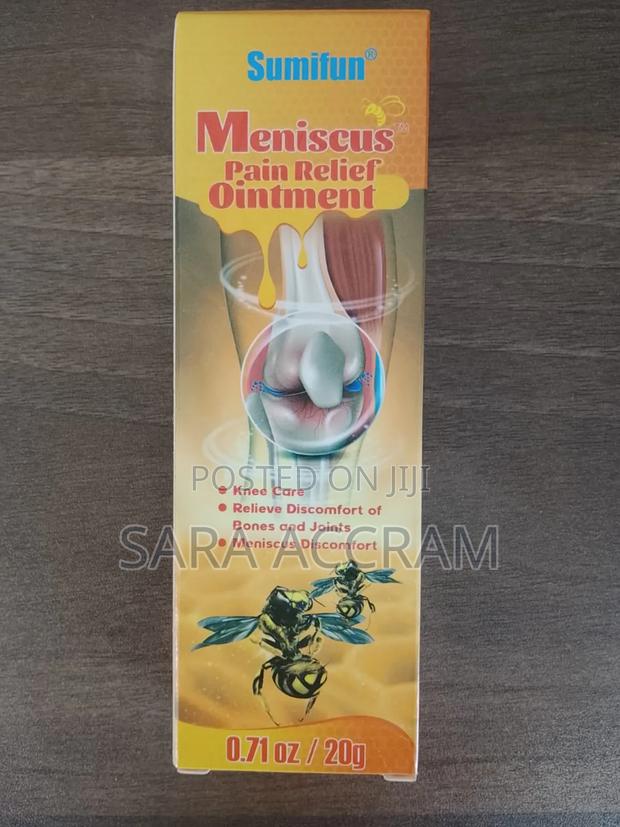 Sumifun®
Meniscus™
Pain Relief
Ointment
POSTED ON JIJI
• Knee Care
• Relieve Discomfort of
Bones and Joints
SARA ACCRAM
• Meniscus Discomfort
0.71 oz / 20g